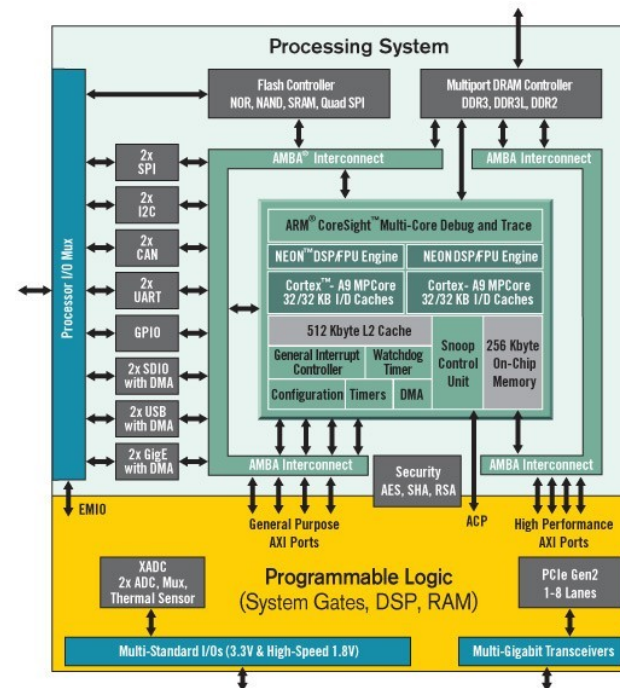 Processing System
Flash Controller
NOR, NAND, SRAM, Quad SPI
Multiport DRAM Controller
DDR3, DDR3L, DDR2
Processor I/O Mux
2x
SPI
2x
I2C
2x
CAN
2x
UART
GPIO
2x SDIO
with DMA
2x USB
with DMA
2x GigE
with DMA
AMBA® Interconnect
AMBA Interconnect
ARM® CoreSight™ Multi-Core Debug and Trace
NEON™ DSP/FPU Engine
NEON DSP/FPU Engine
Cortex™- A9 MPCore
32/32 KB I/D Caches
Cortex- A9 MPCore
32/32 KB I/D Caches
512 Kbyte L2 Cache
General Interrupt
Controller
Watchdog
Timer
Configuration
Timers
DMA
Snoop
Control
Unit
256 Kbyte
On-Chip
Memory
AMBA Interconnect
Security
AES, SHA, RSA
AMBA Interconnect
EMIO
General Purpose
AXI Ports
ACP
High Performance
AXI Ports
XADC
2x ADC, Mux,
Thermal Sensor
Programmable Logic
(System Gates, DSP, RAM)
PCIe Gen2
1-8 Lanes
Multi-Standard I/Os (3.3V & High-Speed 1.8V)
Multi-Gigabit Transceivers